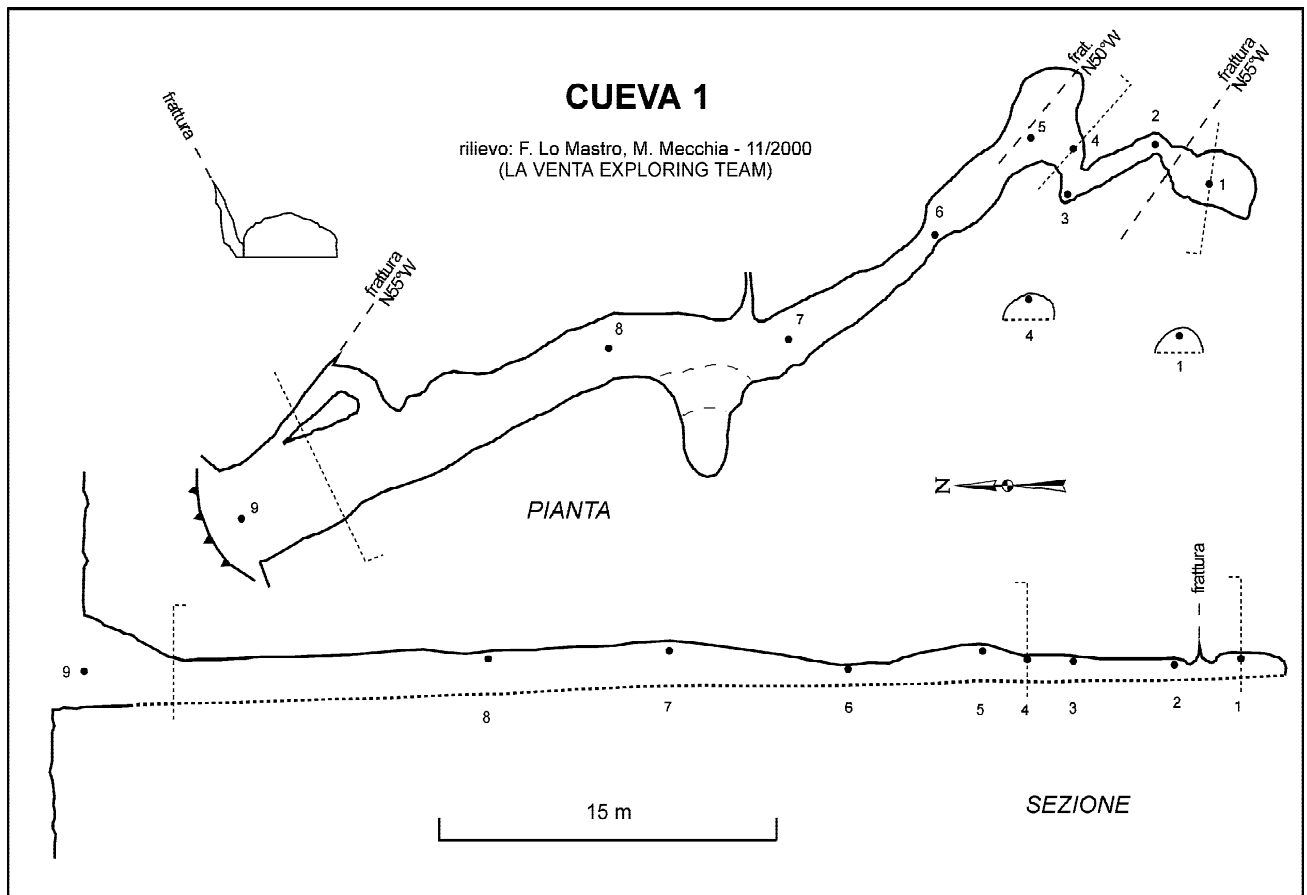 CUEVA 1
rilievo: F. Lo Mastro, M. Mecchia - 11/2000
(LA VENTA EXPLORING TEAM)
frattura
frat.
N50°W
frattura
N55°W
5
4
2
1
3
6
4
1
frattura
N55°W
8
7
9
N
PIANTA
frattura
9
8
7
6
5
4
3
2
1
15 m
SEZIONE